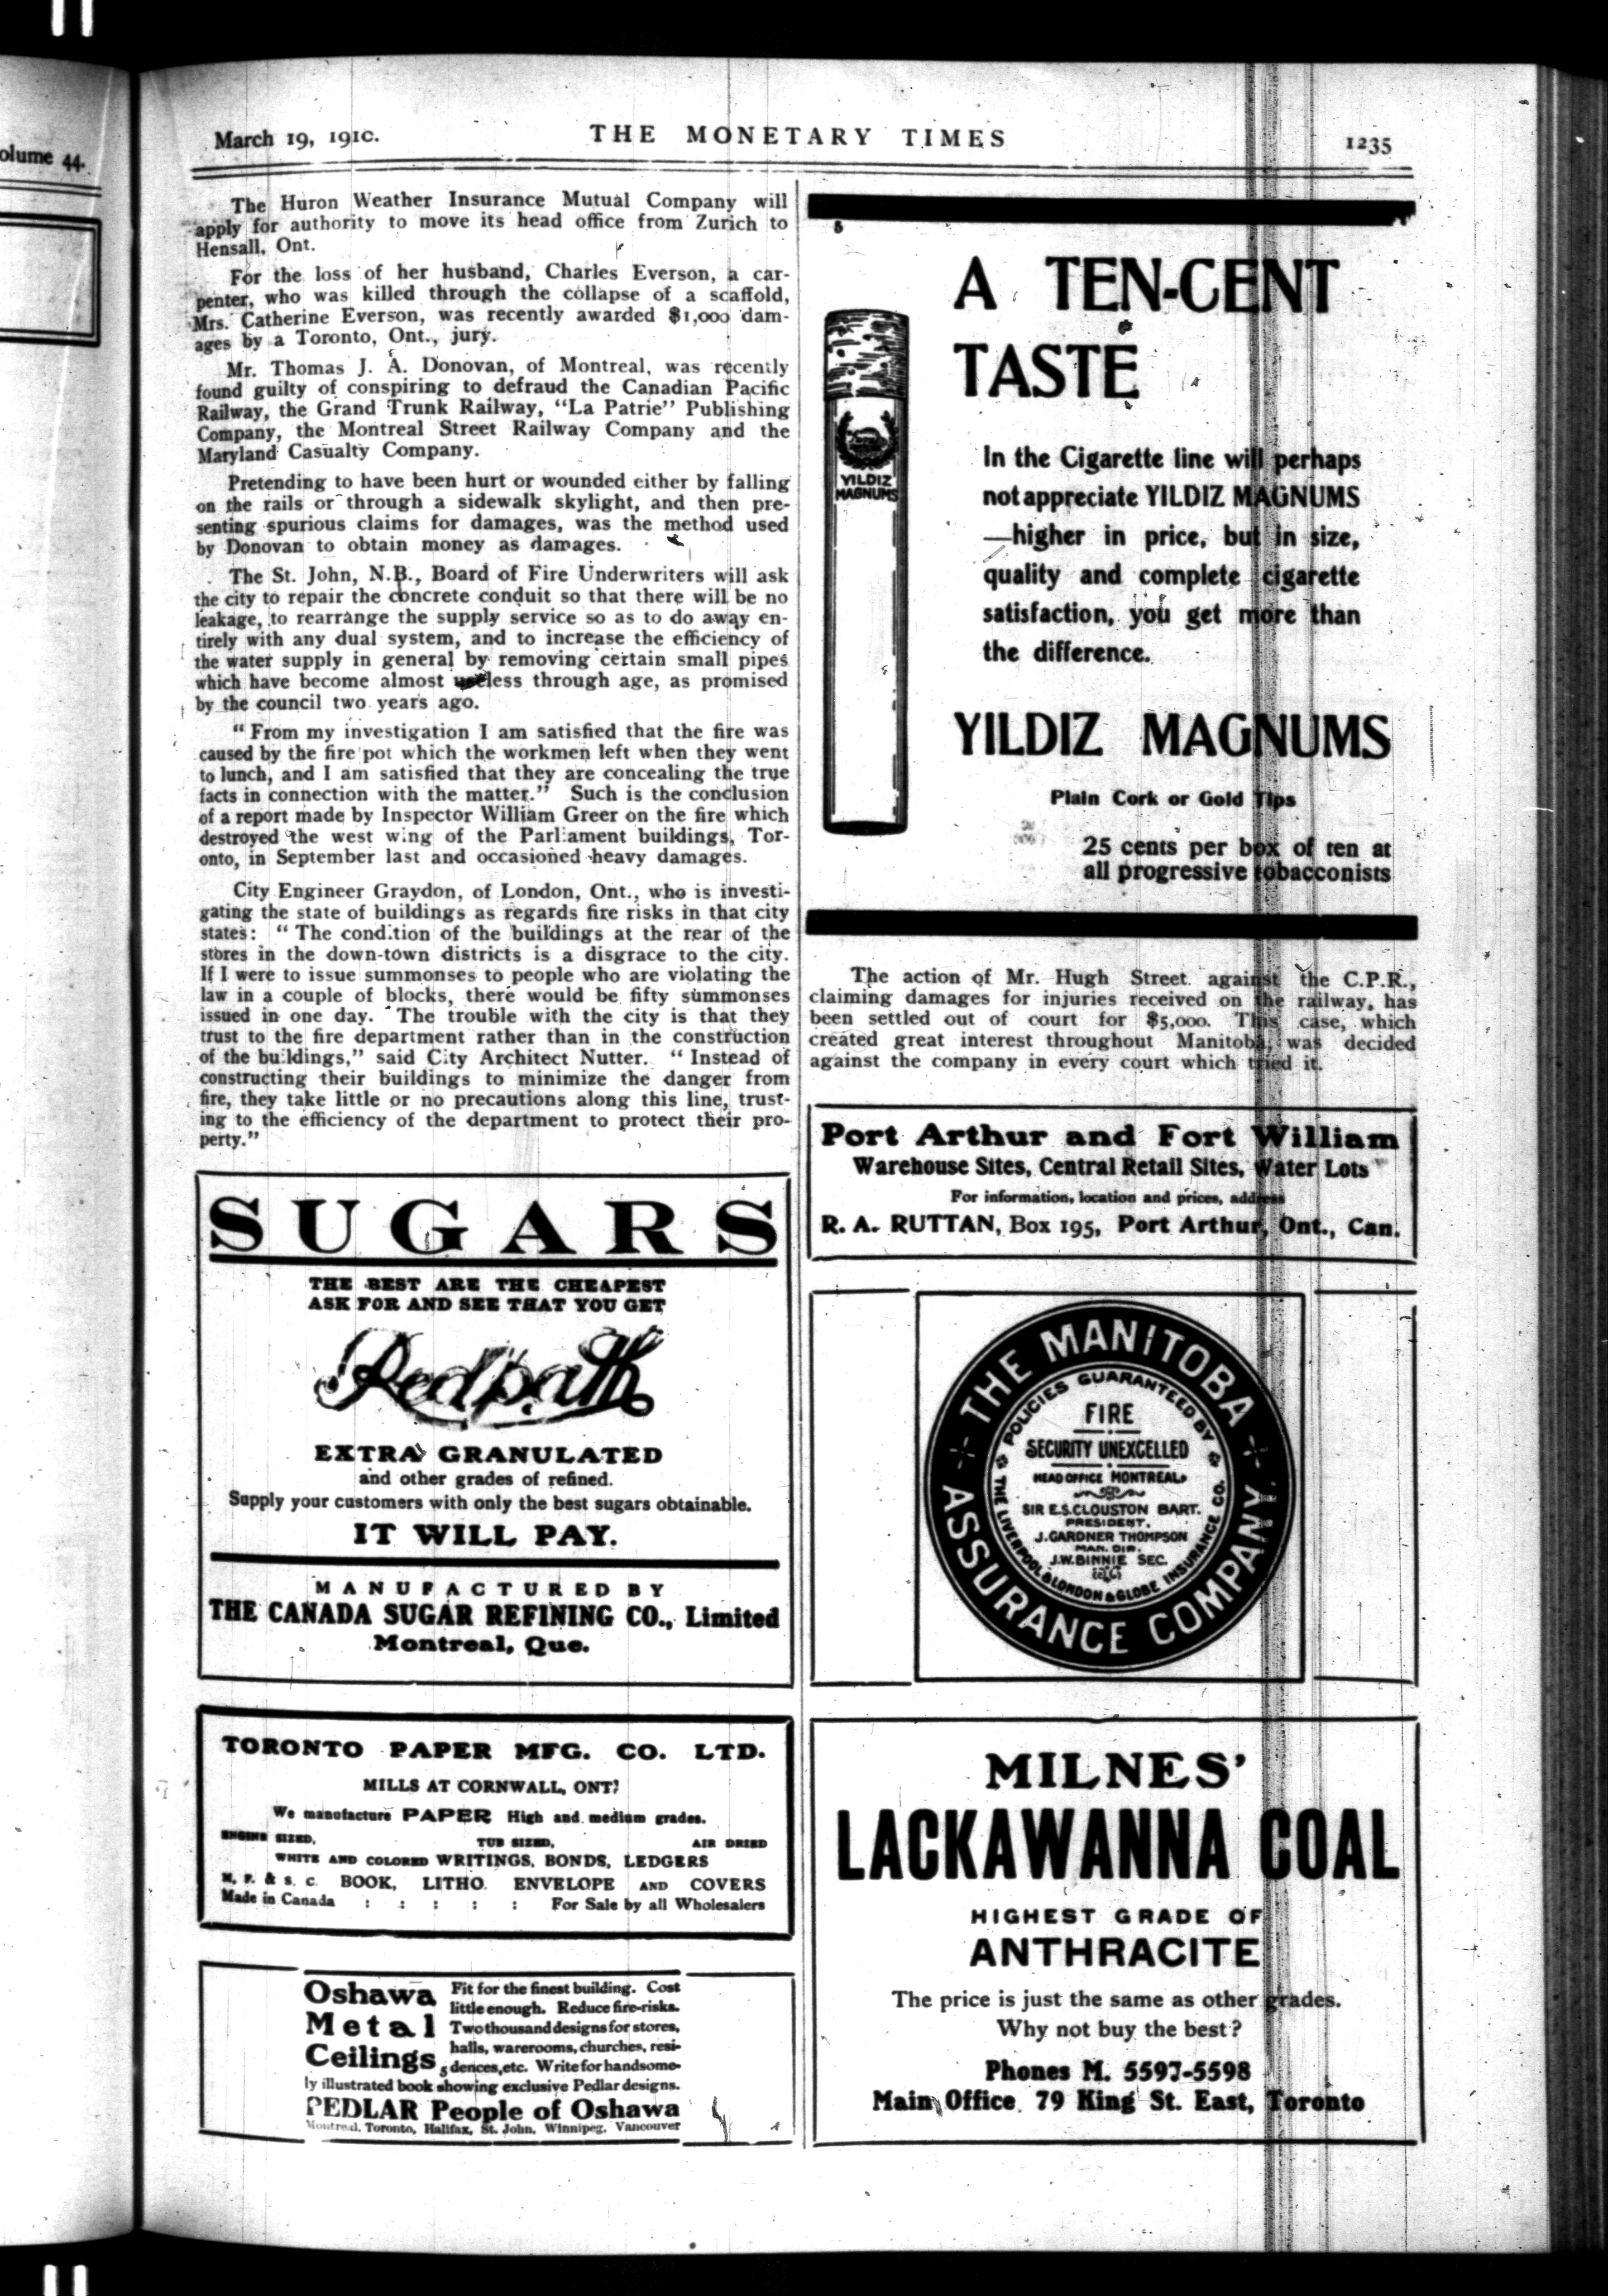 olume 44.
March 19, 1910.
THE MONETARY TIMES
1235
The Huron Weather Insurance Mutual Company will
apply for authority to move its head office from Zurich to
Hensall, Ont.
For the loss of her husband, Charles Everson, a car-
penter, who was killed through the collapse of a scaffold,
Mrs. Catherine Everson, was recently awarded $1,000 dam-
ages by a Toronto, Ont., jury.
Mr. Thomas J. A. Donovan, of Montreal, was recently
found guilty of conspiring to defraud the Canadian Pacific
Railway, the Grand Trunk Railway, "La Patrie" Publishing
Company, the Montreal Street Railway Company and the
Maryland Casualty Company.
Pretending to have been hurt or wounded either by falling
on the rails or through a sidewalk skylight, and then pre-
senting spurious claims for damages, was the method used
by Donovan to obtain money as damages.
The St. John, N.B., Board of Fire Underwriters will ask
the city to repair the concrete conduit so that there will be no
leakage, to rearrange the supply service so as to do away en-
tirely with any dual system, and to increase the efficiency of
the water supply in general by removing certain small pipes
which have become almost useless through age, as promised
by the council two years ago.
"From my investigation I am satisfied that the fire was
caused by the fire pot which the workmen left when they went
to lunch, and I am satisfied that they are concealing the true
facts in connection with the matter." Such is the conclusion
of a report made by Inspector William Greer on the fire which
destroyed the west wing of the Parliament buildings, Tor-
onto, in September last and occasioned heavy damages.
City Engineer Graydon, of London, Ont., who is investi-
gating the state of buildings as regards fire risks in that city
states: "The condition of the buildings at the rear of the
stores in the down-town districts is a disgrace to the city.
If I were to issue summonses to people who are violating the
law in a couple of blocks, there would be fifty summonses
issued in one day. The trouble with the city is that they
trust to the fire department rather than in the construction
of the buildings," said City Architect Nutter. "Instead of
constructing their buildings to minimize the danger from
fire, they take little or no precautions along this line, trust-
ing to the efficiency of the department to protect their pro-
perty."
SUGARS
THE BEST ARE THE CHEAPEST
ASK FOR AND SEE THAT YOU GET
Redpath
EXTRA GRANULATED
and other grades of refined.
Supply your customers with only the best sugars obtainable.
IT WILL PAY.
MANUFACTURED BY
THE CANADA SUGAR REFINING CO., Limited
Montreal, Que.
TORONTO PAPER MFG. CO. LTD.
MILLS AT CORNWALL, ONT.
We manufacture PAPER High and medium grades.
ENGINE SIZED, TUB SIZED, AIR DRIED
WHITE AND COLORED WRITINGS, BONDS, LEDGERS
M. F. & S. C. BOOK, LITHO. ENVELOPE AND COVERS
Made in Canada : : : : : For Sale by all Wholesalers
Oshawa
Metal
Ceilings
Fit for the finest building. Cost
little enough. Reduce fire-risks.
Two thousand designs for stores,
halls, warerooms, churches, resi-
dences, etc. Write for handsome-
ly illustrated book showing exclusive Pedlar designs.
PEDLAR People of Oshawa
Montreal, Toronto, Halifax, St. John, Winnipeg, Vancouver
A TEN-CENT
TASTE
YILDIZ
MAGNUMS
In the Cigarette line will perhaps
not appreciate YILDIZ MAGNUMS
—higher in price, but in size,
quality and complete cigarette
satisfaction, you get more than
the difference.
YILDIZ MAGNUMS
Plain Cork or Gold Tips
25 cents per box of ten at
all progressive tobacconists
The action of Mr. Hugh Street against the C.P.R.,
claiming damages for injuries received on the railway, has
been settled out of court for $5,000. This case, which
created great interest throughout Manitoba, was decided
against the company in every court which tried it.
Port Arthur and Fort William
Warehouse Sites, Central Retail Sites, Water Lots
For information, location and prices, address
R. A. RUTTAN, Box 195, Port Arthur, Ont., Can.
THE MANITOBA
ASSURANCE COMPANY.
POLICIES GUARANTEED BY
THE LIVERPOOL & LONDON & GLOBE INSURANCE CO.
FIRE
SECURITY UNEXCELLED
HEAD OFFICE MONTREAL
SIR E.S. CLOUSTON BART.
PRESIDENT.
J. GARDNER THOMPSON
MAN. DIR.
J.W. BINNIE SEC.
MILNES'
LACKAWANNA COAL
HIGHEST GRADE OF
ANTHRACITE
The price is just the same as other grades.
Why not buy the best?
Phones M. 5597-5598
Main Office 79 King St. East, Toronto